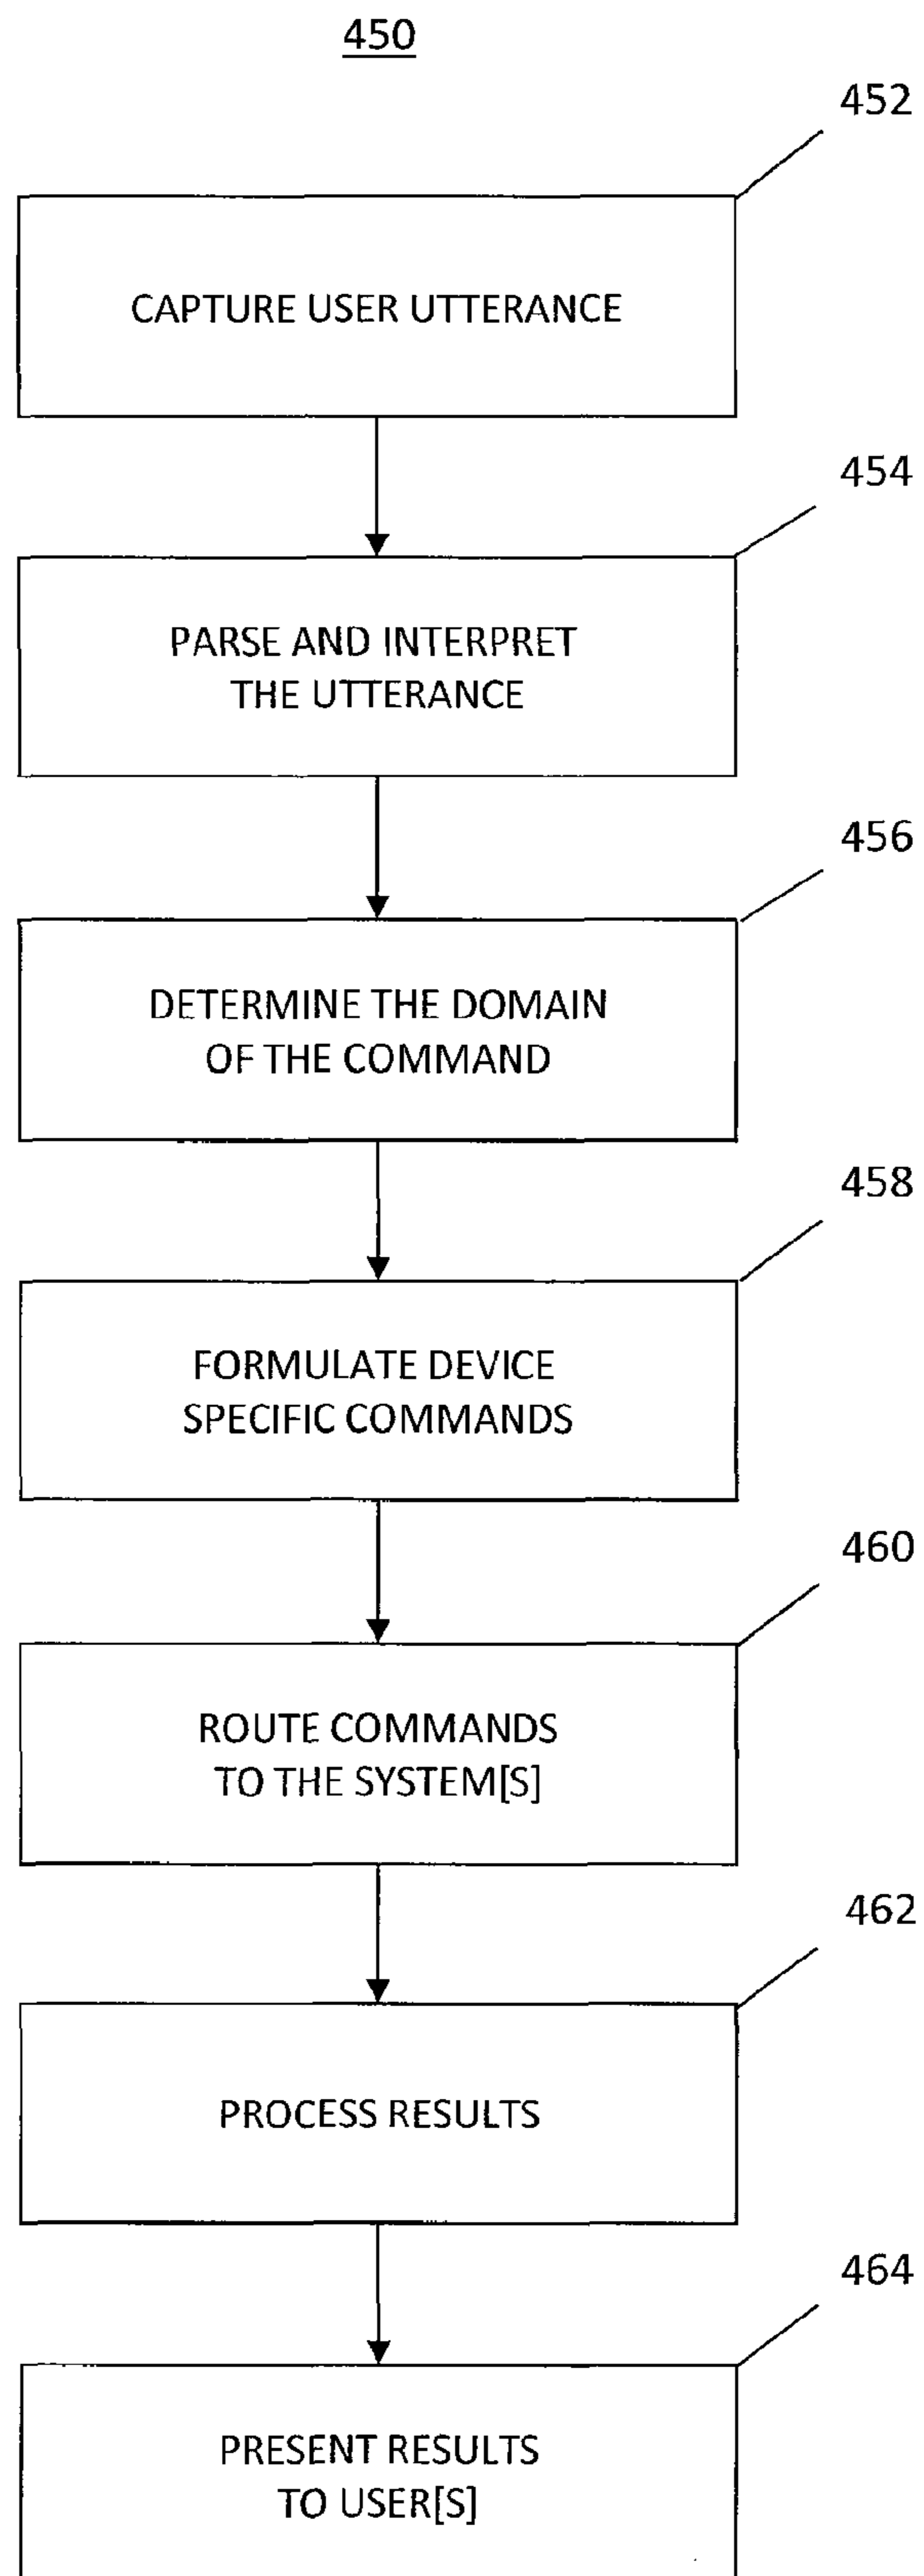 450
452
CAPTURE USER UTTERANCE
454
PARSE AND INTERPRET
THE UTTERANCE
456
DETERMINE THE DOMAIN
OF THE COMMAND
458
FORMULATE DEVICE
SPECIFIC COMMANDS
460
ROUTE COMMANDS
TO THE SYSTEM[S]
462
PROCESS RESULTS
464
PRESENT RESULTS
TO USER[S]